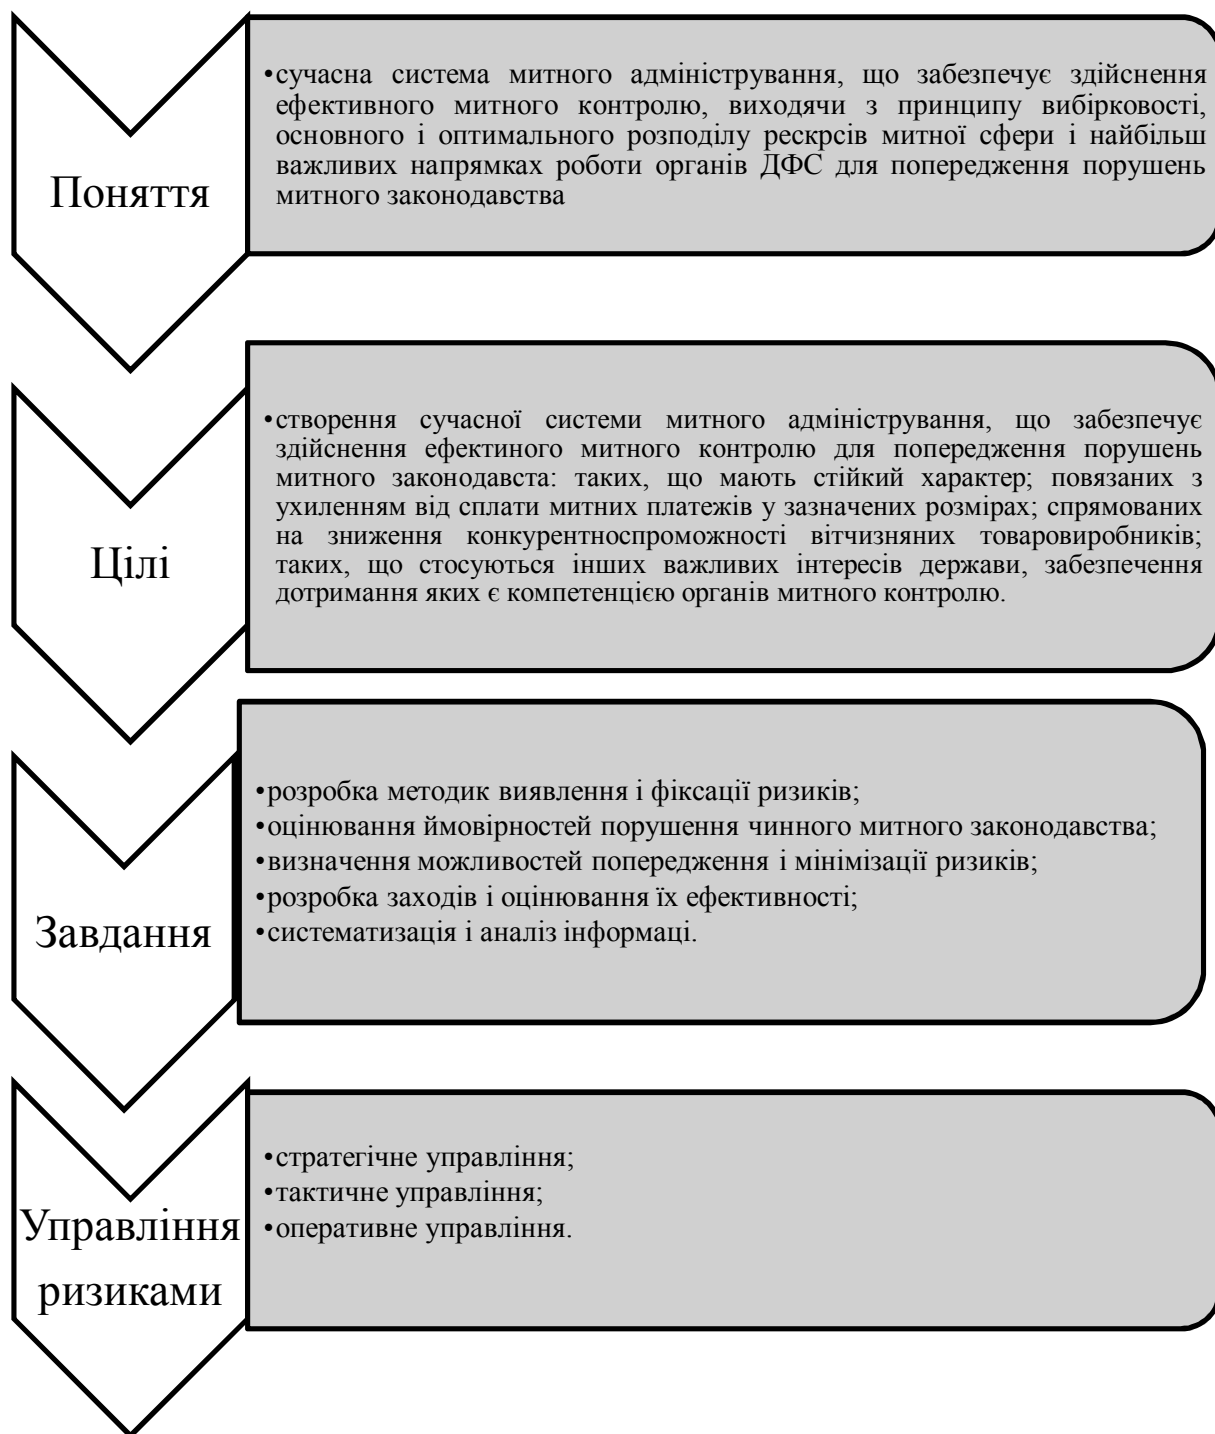 Поняття
•сучасна система митного адміністрування, що забезпечує здійснення
ефективного митного контролю, виходячи з принципу вибірковості,
основного і оптимального розподілу рескрсів митної сфери і найбільш
важливих напрямках роботи органів ДФС для попередження порушень
митного законодавства
Цілі
•створення сучасної системи митного адміністрування, що забезпечує
здійснення ефектиного митного контролю для попередження порушень
митного законодавста: таких, що мають стійкий характер; повязаних з
ухиленням від сплати митних платежів у зазначених розмірах; спрямованих
на зниження конкурентноспроможності вітчизняних товаровиробників;
таких, що стосуються інших важливих інтересів держави, забезпечення
дотримання яких є компетенцією органів митного контролю.
Завдання
•розробка методик виявлення і фіксації ризиків;
•оцінювання ймовірностей порушення чинного митного законодавства;
•визначення можливостей попередження і мінімізації ризиків;
•розробка заходів і оцінювання їх ефективності;
•систематизація і аналіз інформаці.
Управління
ризиками
•стратегічне управління;
•тактичне управління;
•оперативне управління.